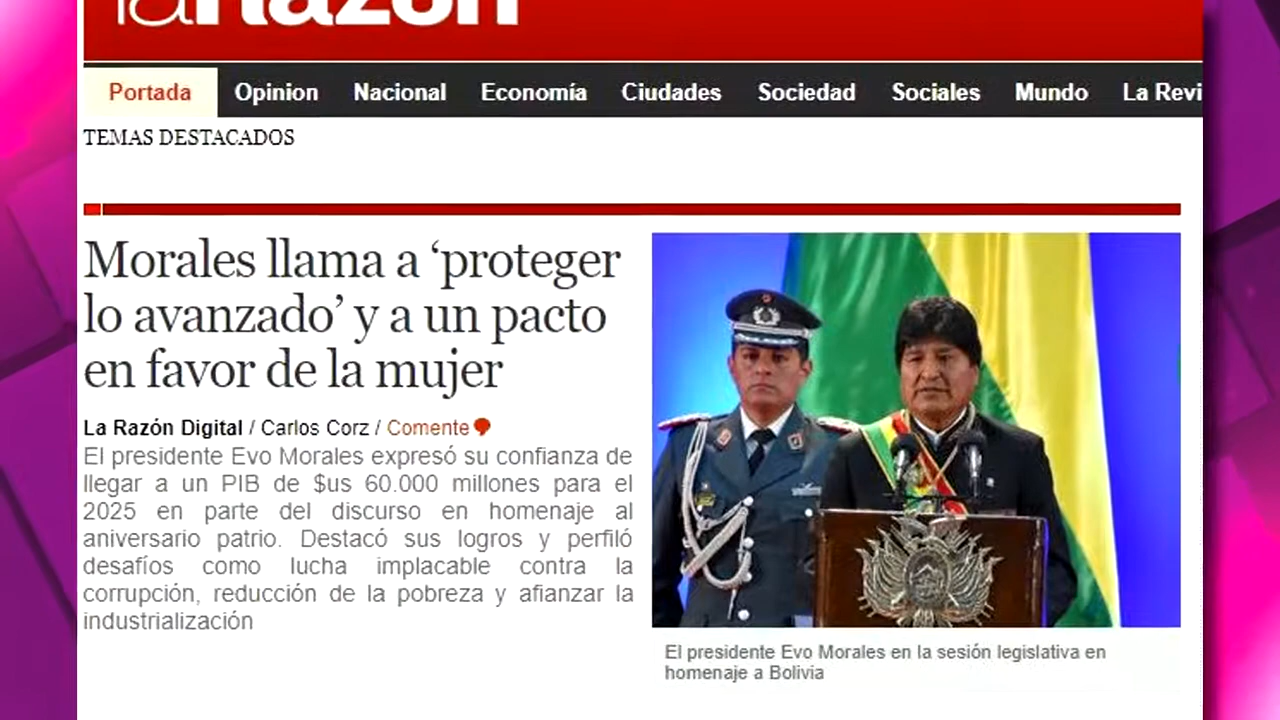 la Razón
Portada Opinion Nacional Economía Ciudades Sociedad Sociales Mundo La Revi
TEMAS DESTACADOS
Morales llama a ‘proteger
lo avanzado’ y a un pacto
en favor de la mujer
La Razón Digital / Carlos Corz / Comente
El presidente Evo Morales expresó su confianza de
llegar a un PIB de $us 60.000 millones para el
2025 en parte del discurso en homenaje al
aniversario patrio. Destacó sus logros y perfiló
desafíos como lucha implacable contra la
corrupción, reducción de la pobreza y afianzar la
industrialización
El presidente Evo Morales en la sesión legislativa en
homenaje a Bolivia